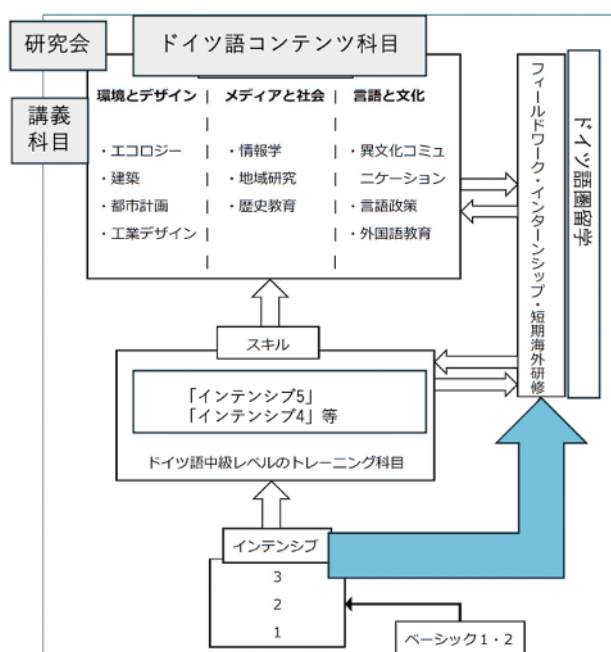 研究会
ドイツ語コンテンツ科目
講義
科目
環境とデザイン
・エコロジー
・建築
・都市計画
・工業デザイン
メディアと社会
・情報学
・地域研究
・歴史教育
言語と文化
・異文化コミュ
ニケーション
・言語政策
・外国語教育
フィールドワーク・インターンシップ・短期海外研修
ドイツ語圏留学
スキル
「インテンシブ5」
「インテンシブ4」等
ドイツ語中級レベルのトレーニング科目
インテンシブ
3
2
1
ベーシック1・2